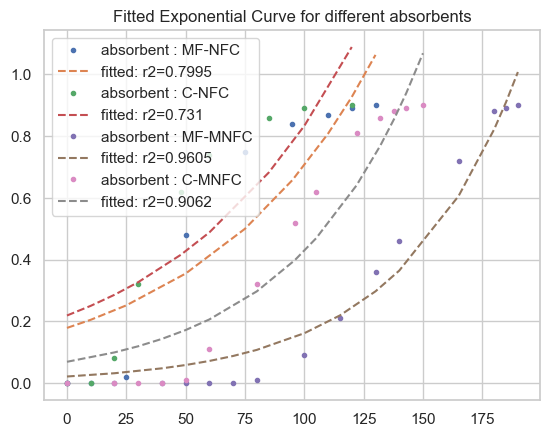 Fitted Exponential Curve for different absorbents
absorbent : MF-NFC
fitted: r2=0.7995
absorbent : C-NFC
fitted: r2=0.731
absorbent : MF-MNFC
fitted: r2=0.9605
absorbent : C-MNFC
fitted: r2=0.9062
1.0
0.8
0.6
0.4
0.2
0.0
0 25 50 75 100 125 150 175